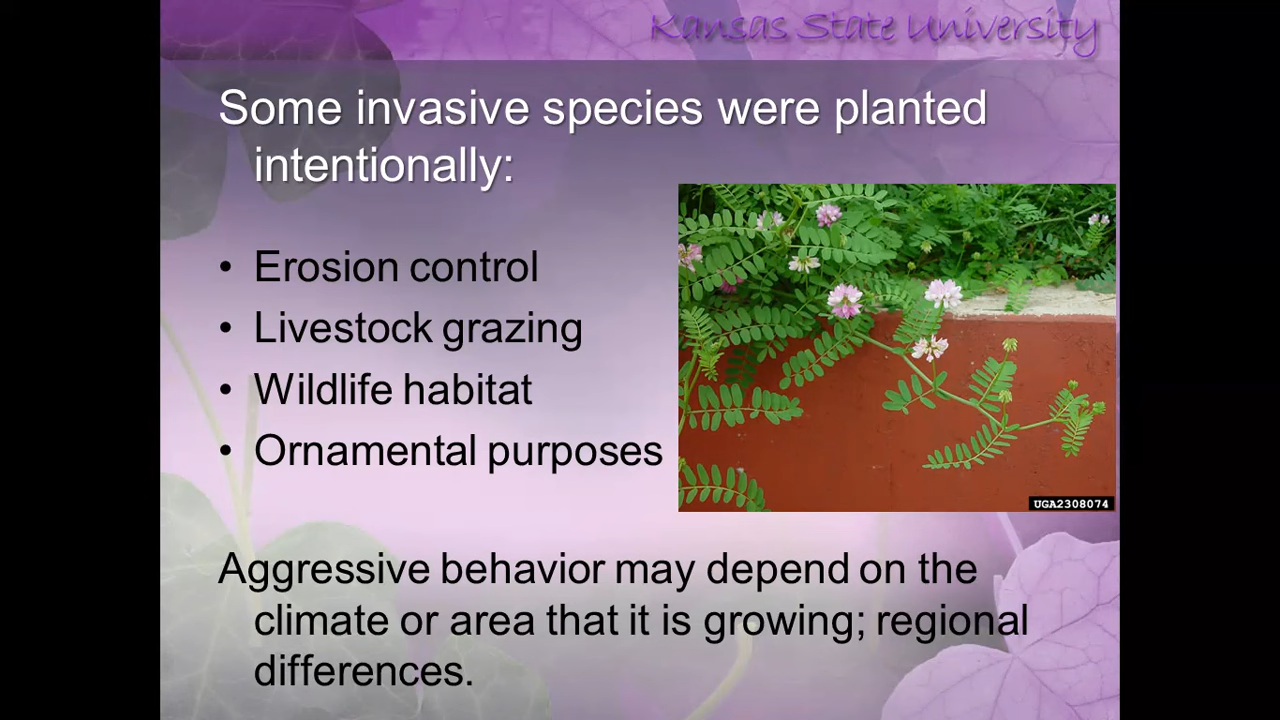 Kansas State University
Some invasive species were planted
intentionally:
• Erosion control
• Livestock grazing
• Wildlife habitat
• Ornamental purposes
UGA2308074
Aggressive behavior may depend on the
climate or area that it is growing; regional
differences.